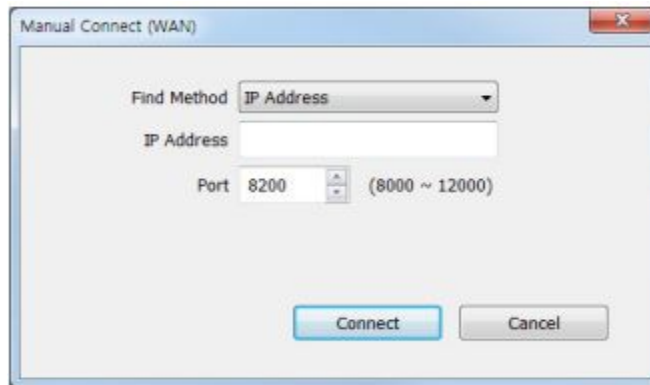 Manual Connect (WAN)
Find Method IP Address
IP Address
Port 8200 (8000 ~ 12000)
Connect Cancel